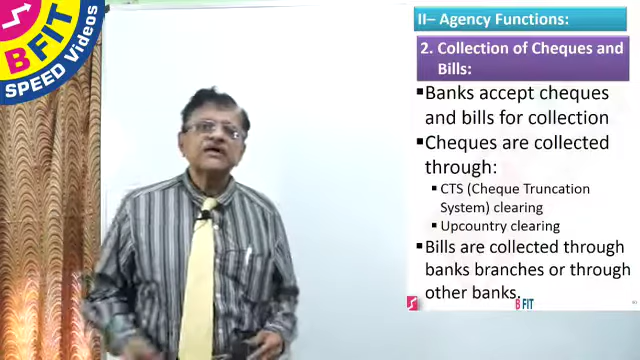 BFIT
SPEED Videos
II– Agency Functions:
2. Collection of Cheques and
Bills:
▪Banks accept cheques
and bills for collection
▪Cheques are collected
through:
▪ CTS (Cheque Truncation
System) clearing
▪ Upcountry clearing
▪Bills are collected through
banks branches or through
other banks.
BFIT